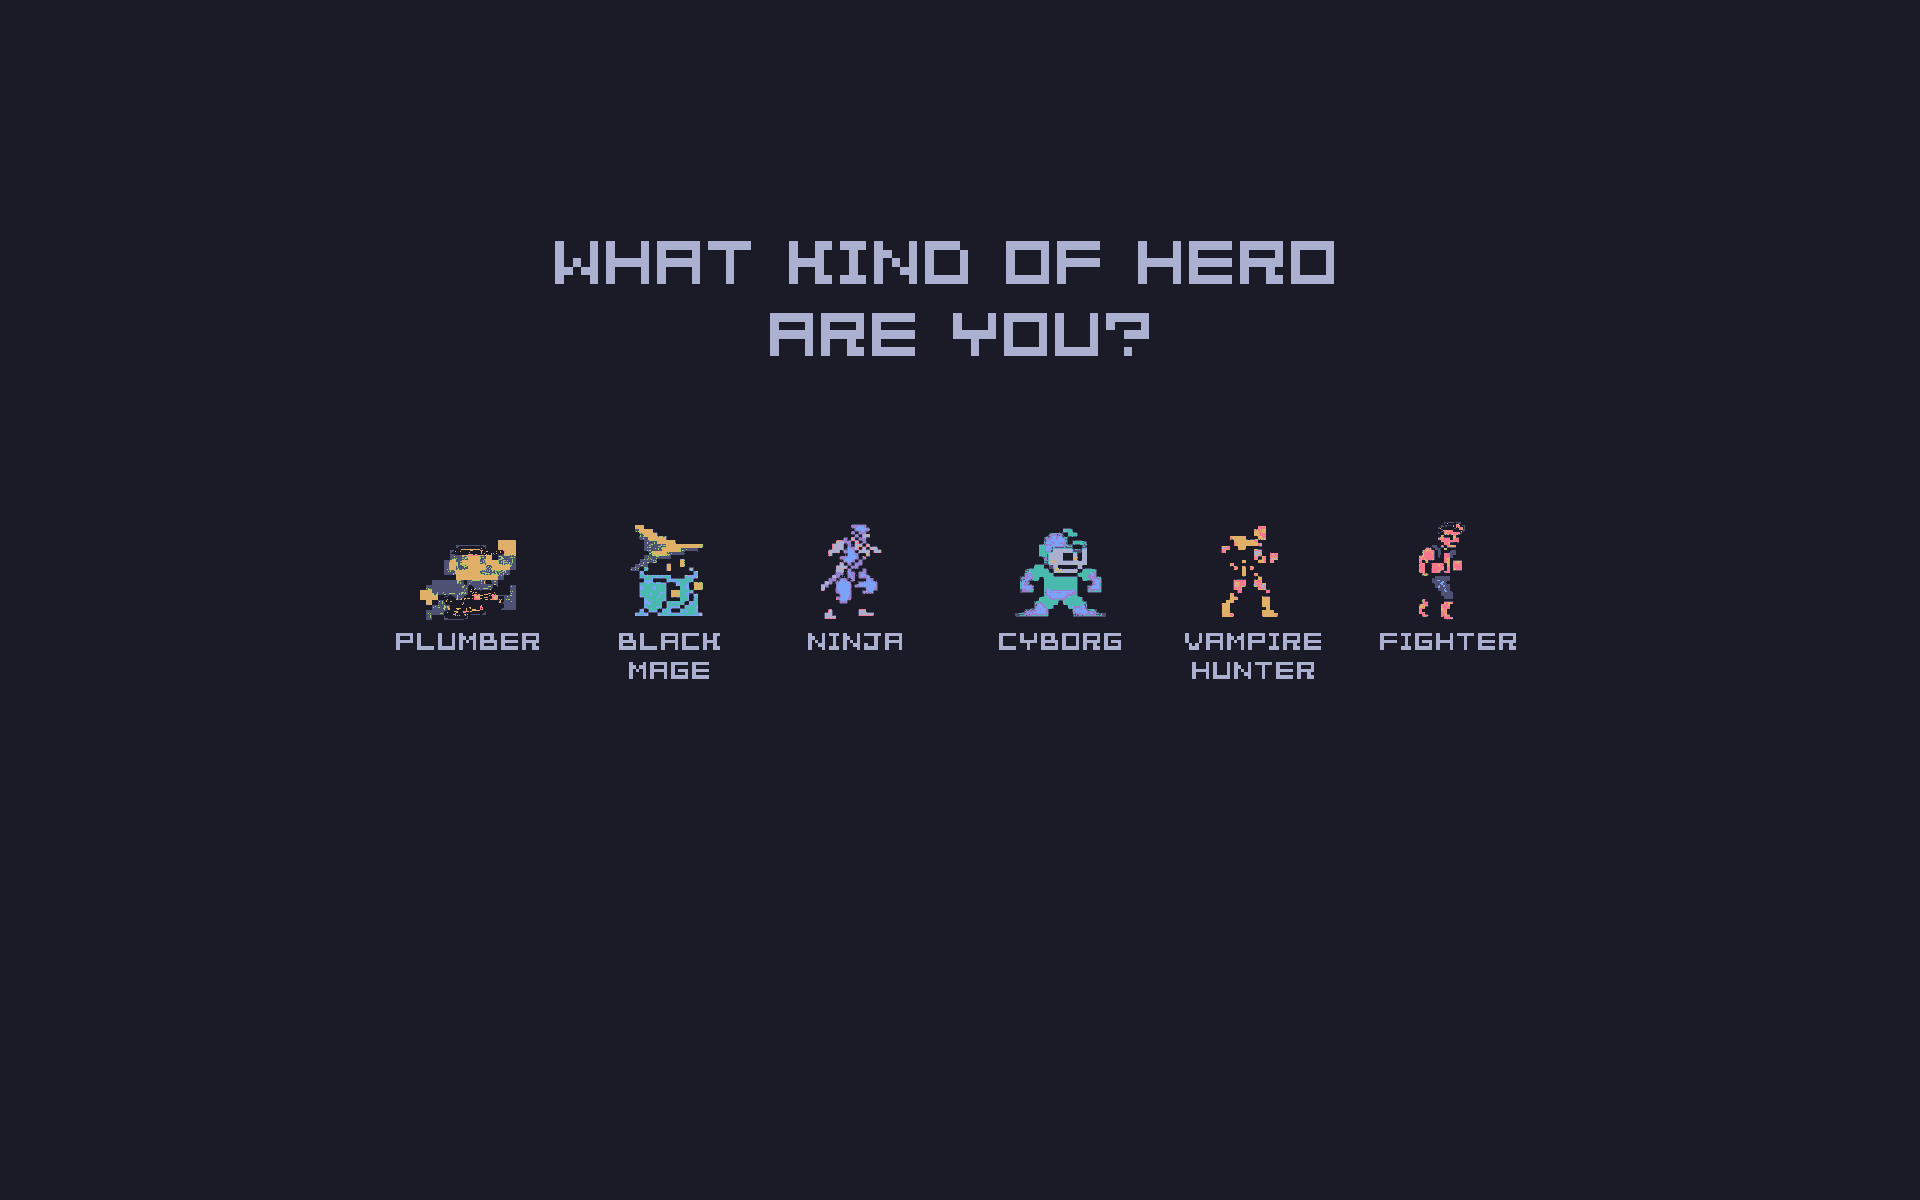 WHAT KIND OF HERO
ARE YOU?
PLUMBER
BLACK
MAGE
NINJA
CYBORG
VAMPIRE
HUNTER
FIGHTER